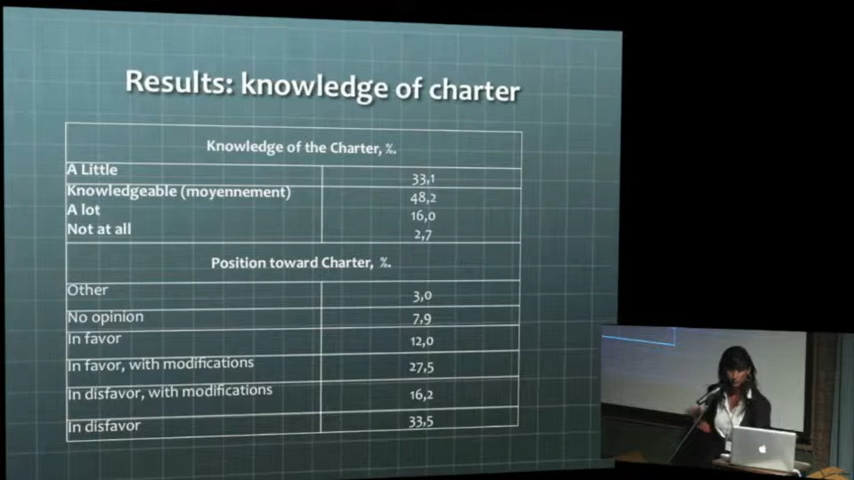 Results: knowledge of charter
Knowledge of the Charter, %.
A Little 33,1
Knowledgeable (moyennement) 48,2
A lot 16,0
Not at all 2,7
Position toward Charter, %.
Other 3,0
No opinion 7,9
In favor 12,0
In favor, with modifications 27,5
In disfavor, with modifications 16,2
In disfavor 33,5